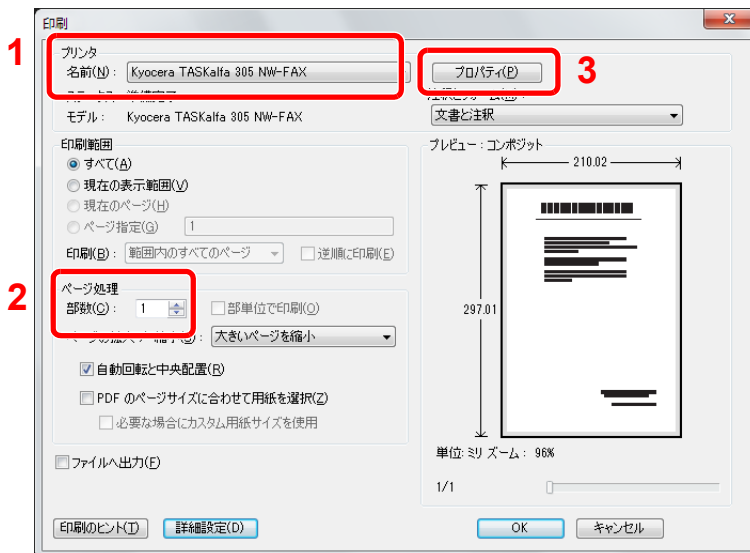 印刷
1
プリンタ
名前(N): Kyocera TASKalfa 305 NW-FAX
プロパティ(P)
3
モデル: Kyocera TASKalfa 305 NW-FAX
文書と注釈
印刷範囲
すべて(A)
現在の表示範囲(V)
現在のページ(H)
ページ指定(G) 1
印刷(B): 範囲内のすべてのページ 逆順に印刷(E)
プレビュー : コンポジット
210.02
297.01
2
ページ処理
部数(C): 1 部単位で印刷(O)
大きいページを縮小
自動回転と中央配置(R)
PDF のページサイズに合わせて用紙を選択(Z)
必要な場合にカスタム用紙サイズを使用
ファイルへ出力(F)
単位: ミリ ズーム: 96%
1/1
印刷のヒント(T) 詳細設定(D) OK キャンセル